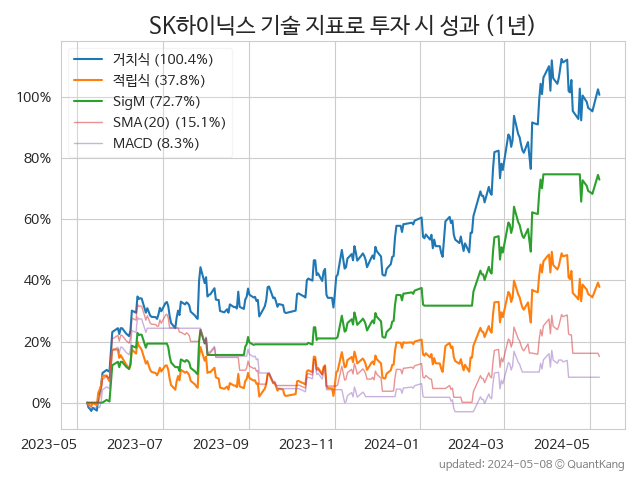 SK하이닉스 기술 지표로 투자 시 성과 (1년)
거치식 (100.4%)
적립식 (37.8%)
SigM (72.7%)
SMA(20) (15.1%)
MACD (8.3%)
100%
80%
60%
40%
20%
0%
2023-05 2023-07 2023-09 2023-11 2024-01 2024-03 2024-05
updated: 2024-05-08 © QuantKang